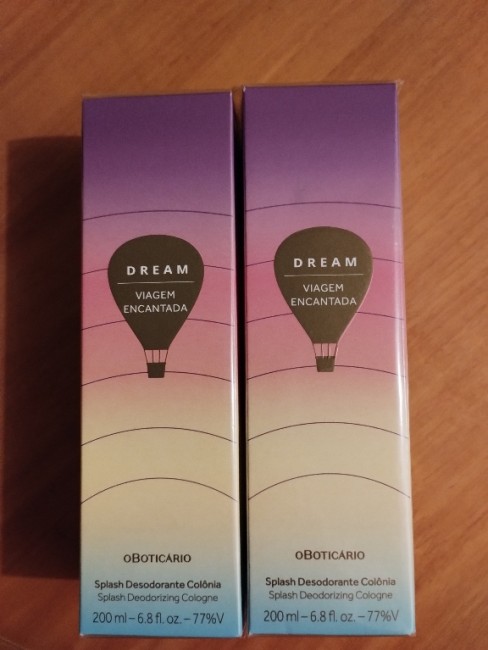 DREAM
VIAGEM
ENCANTADA
oBOTICÁRIO
Splash Desodorante Colônia
Splash Deodorizing Cologne
200 ml – 6.8 fl. oz. – 77%V
DREAM
VIAGEM
ENCANTADA
oBOTICÁRIO
Splash Desodorante Colônia
Splash Deodorizing Cologne
200 ml – 6.8 fl. oz. – 77%V